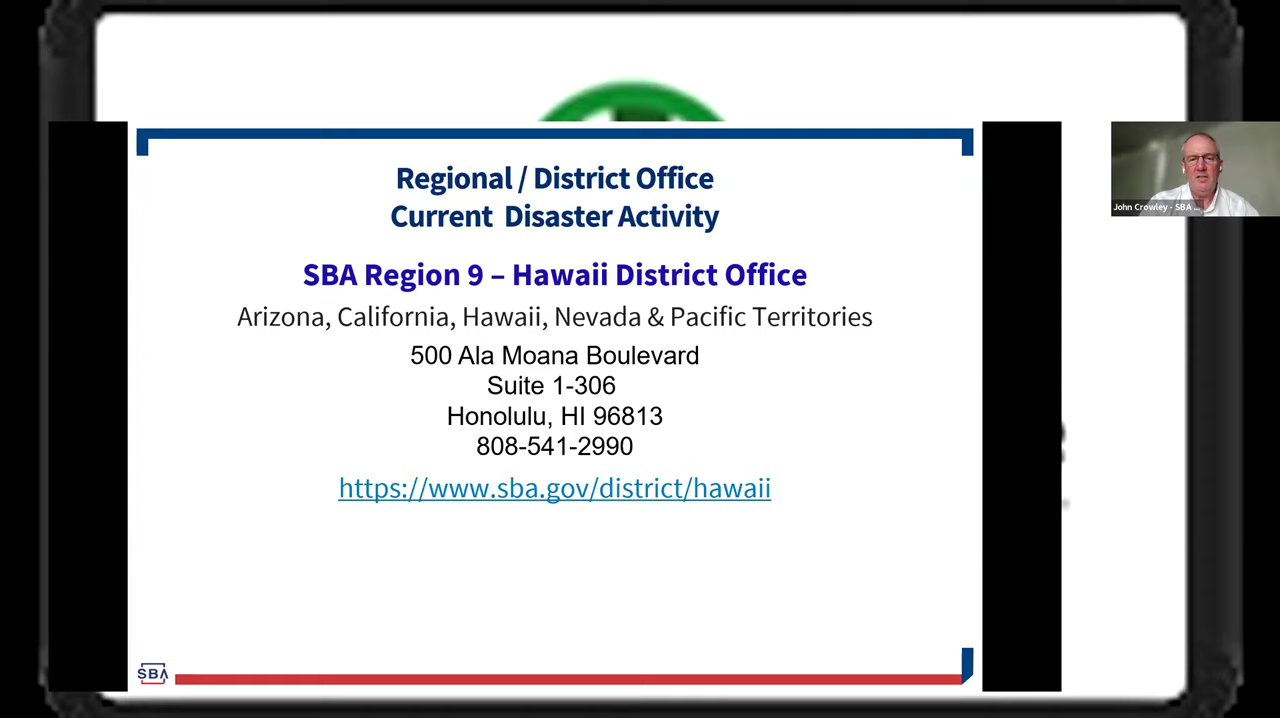 Regional / District Office
Current Disaster Activity
SBA Region 9 – Hawaii District Office
Arizona, California, Hawaii, Nevada & Pacific Territories
500 Ala Moana Boulevard
Suite 1-306
Honolulu, HI 96813
808-541-2990
https://www.sba.gov/district/hawaii
SBA
John Crowley - SBA ...